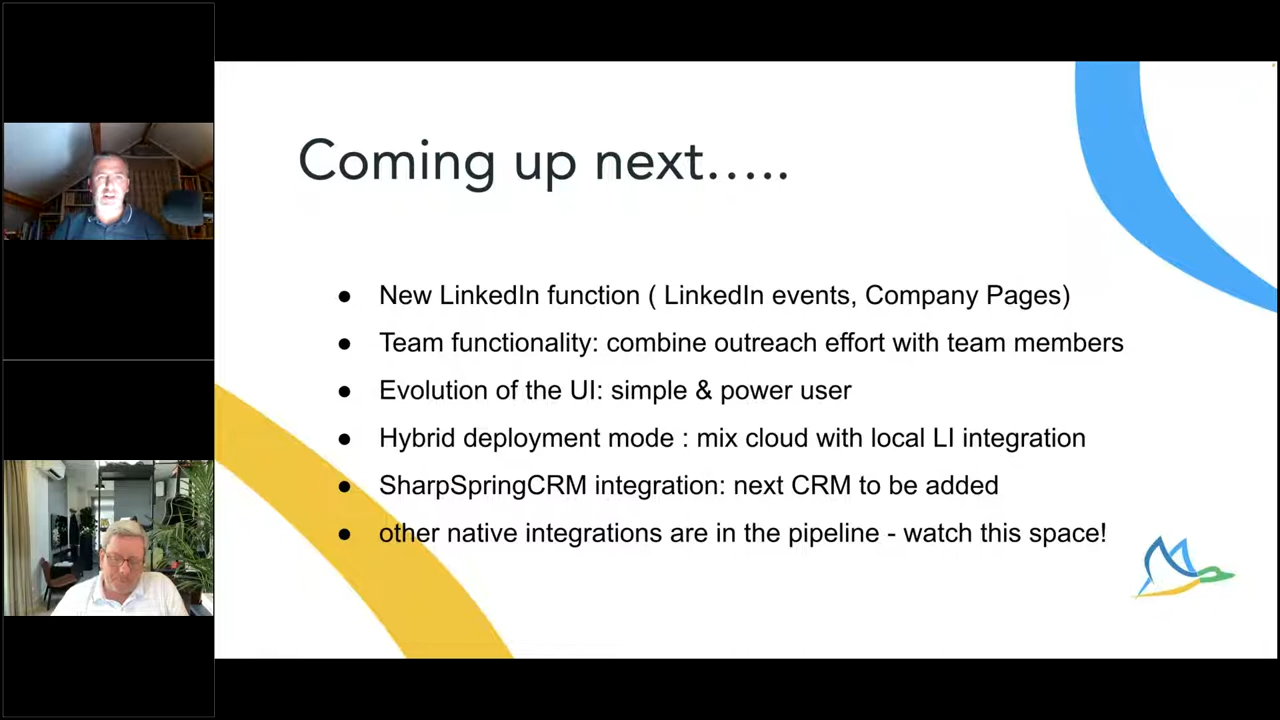 Coming up next…..
● New LinkedIn function ( LinkedIn events, Company Pages)
● Team functionality: combine outreach effort with team members
● Evolution of the UI: simple & power user
● Hybrid deployment mode : mix cloud with local LI integration
● SharpSpringCRM integration: next CRM to be added
● other native integrations are in the pipeline - watch this space!